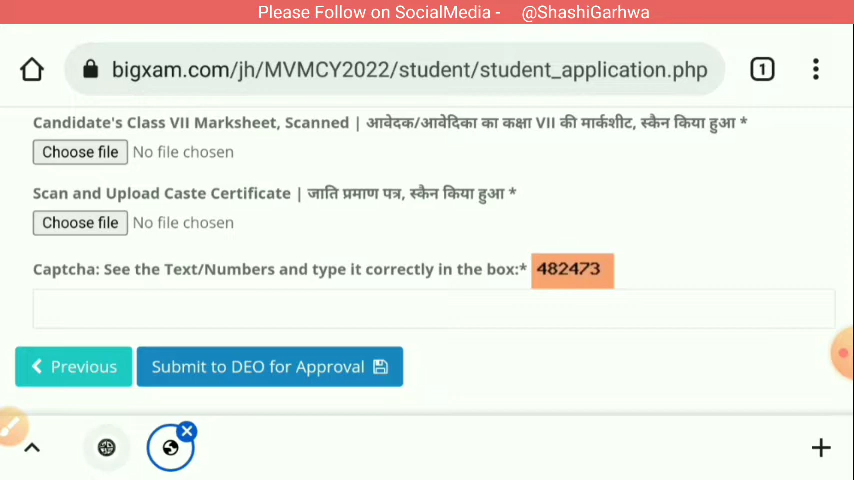 Please Follow on SocialMedia - @ShashiGarhwa
bigxam.com/jh/MVMCY2022/student/student_application.php
1
Candidate's Class VII Marksheet, Scanned | आवेदक/आवेदिका का कक्षा VII की मार्कशीट, स्कैन किया हुआ *
Choose file No file chosen
Scan and Upload Caste Certificate | जाति प्रमाण पत्र, स्कैन किया हुआ *
Choose file No file chosen
Captcha: See the Text/Numbers and type it correctly in the box:* 482473
Previous Submit to DEO for Approval